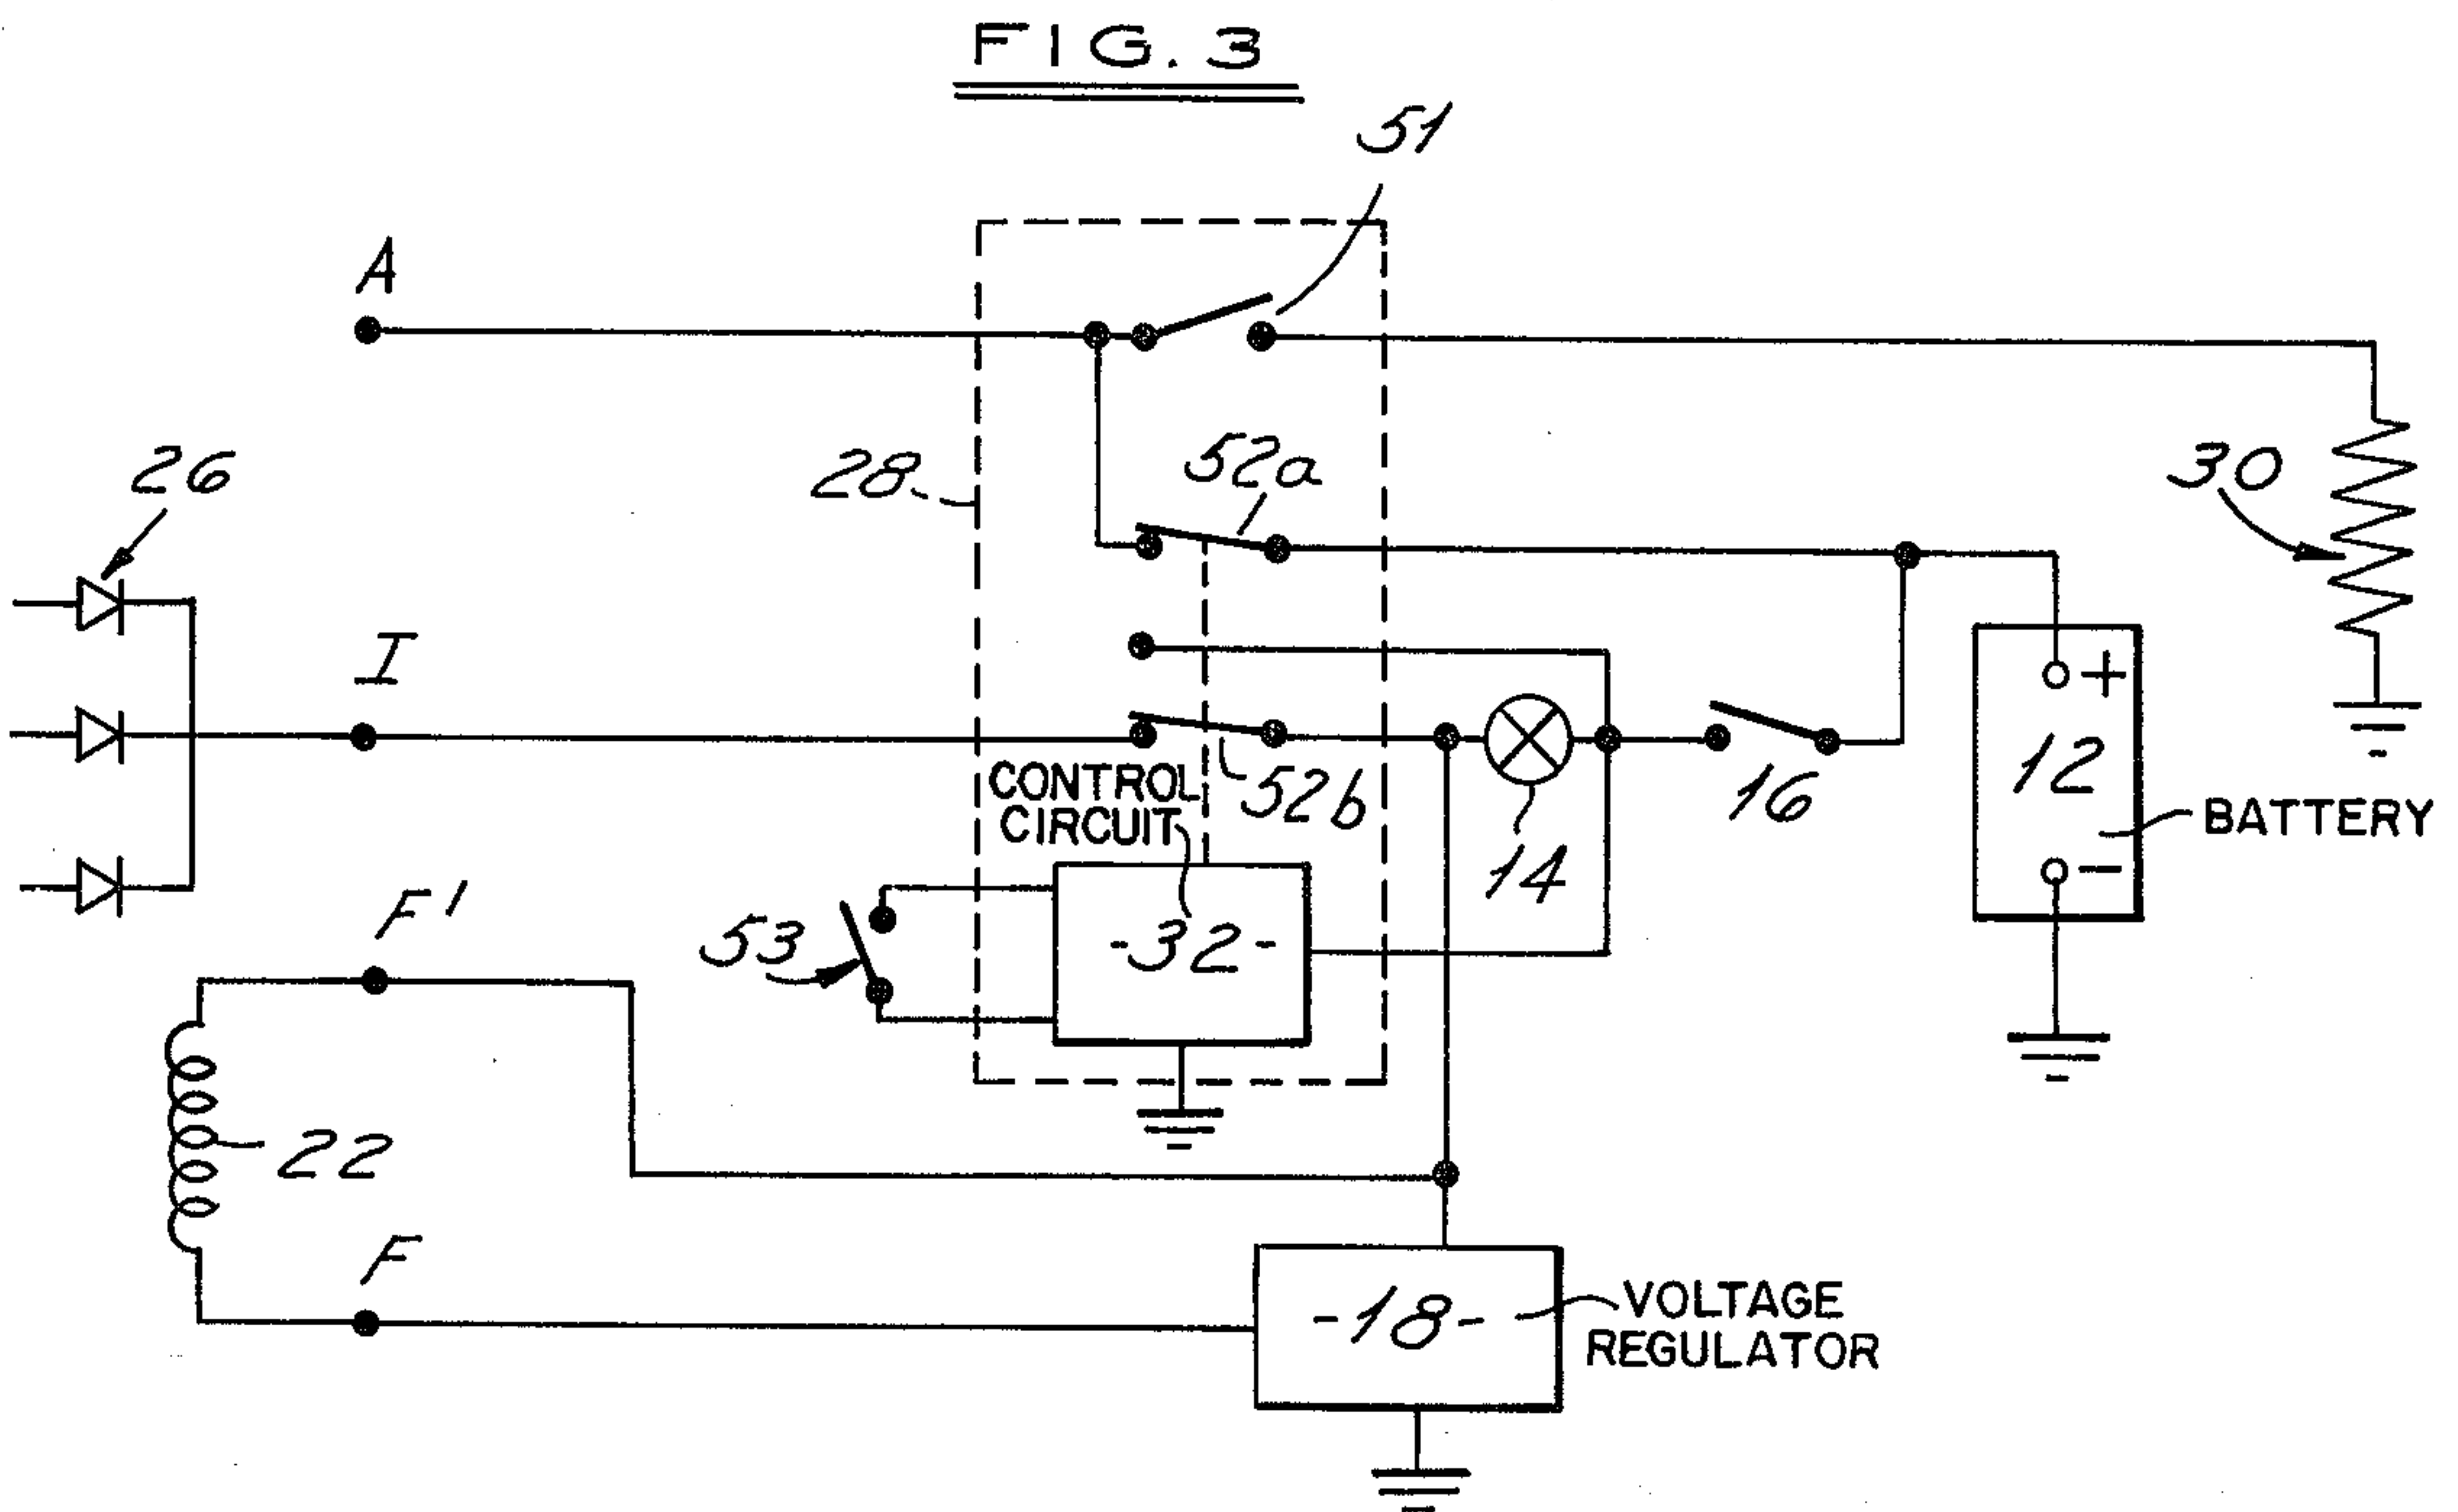 FIG. 3
51
A
28
52a
30
26
I
+
12
CONTROL
CIRCUIT
52b
16
BATTERY
14
-
F'
53
-32-
22
F
-18-
VOLTAGE
REGULATOR